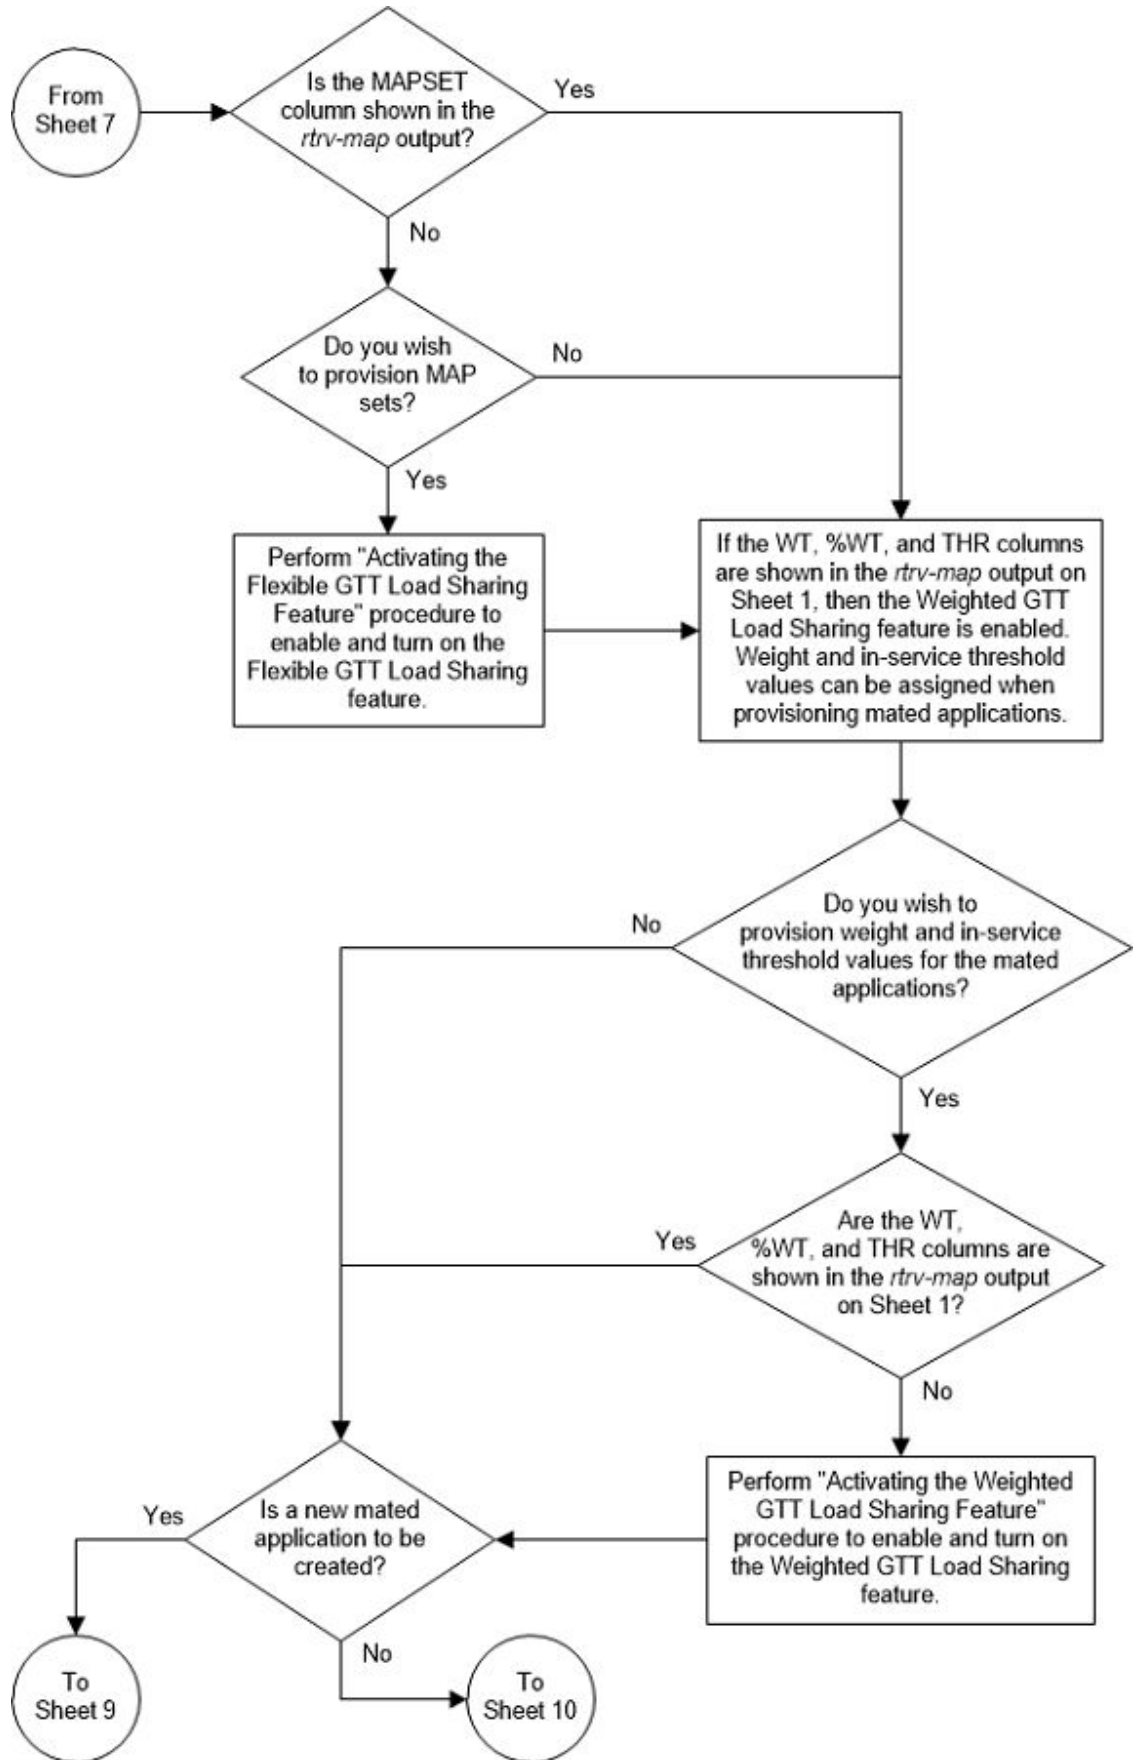 From
Sheet 7
Is the MAPSET
column shown in the
rtrv-map output?
Yes
No
Do you wish
to provision MAP
sets?
No
Yes
Perform "Activating the
Flexible GTT Load Sharing
Feature" procedure to
enable and turn on the
Flexible GTT Load Sharing
feature.
If the WT, %WT, and THR columns
are shown in the rtrv-map output on
Sheet 1, then the Weighted GTT
Load Sharing feature is enabled.
Weight and in-service threshold
values can be assigned when
provisioning mated applications.
Do you wish to
provision weight and in-service
threshold values for the mated
applications?
No
Yes
Are the WT,
%WT, and THR columns are
shown in the rtrv-map output
on Sheet 1?
Yes
No
Perform "Activating the Weighted
GTT Load Sharing Feature"
procedure to enable and turn on
the Weighted GTT Load Sharing
feature.
Is a new mated
application to be
created?
Yes
No
To
Sheet 9
To
Sheet 10